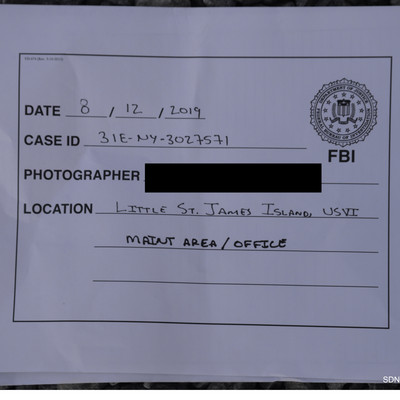 DATE 8 / 12 / 2019
CASE ID 31E-NY-3027571
FBI
PHOTOGRAPHER
LOCATION LITTLE ST. JAMES ISLAND, USVI
MAINT AREA / OFFICE
SDN